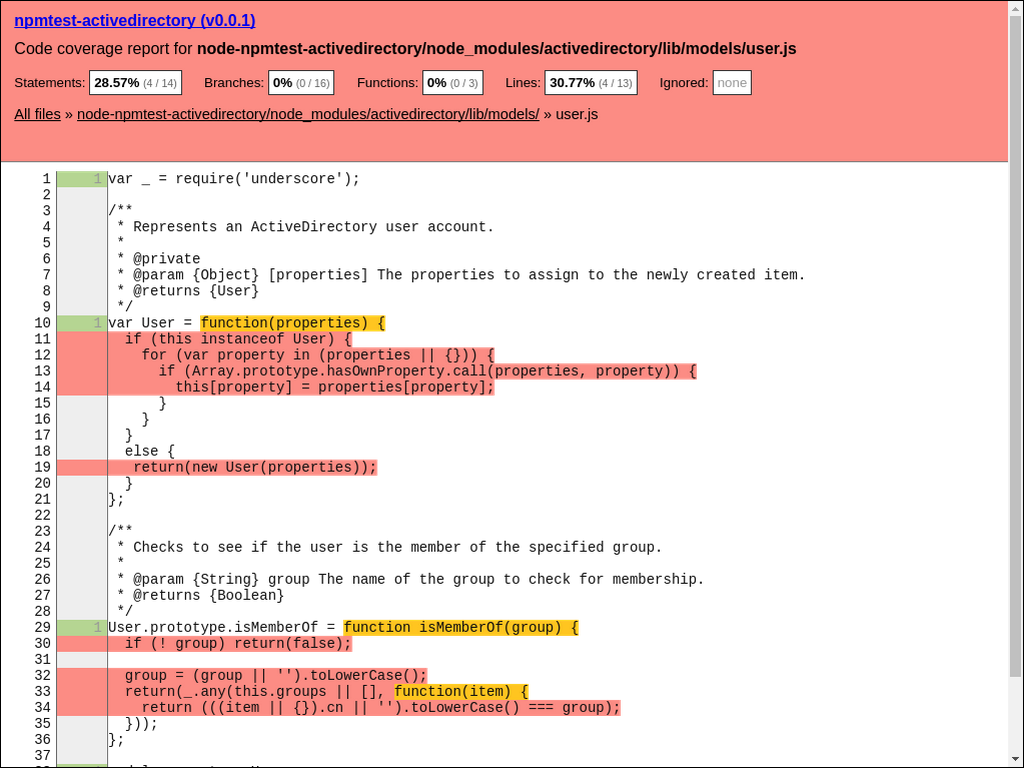 npmtest-activedirectory (v0.0.1)
Code coverage report for node-npmtest-activedirectory/node_modules/activedirectory/lib/models/user.js
Statements: 28.57% (4 / 14) Branches: 0% (0 / 16) Functions: 0% (0 / 3) Lines: 30.77% (4 / 13) Ignored: none
All files » node-npmtest-activedirectory/node_modules/activedirectory/lib/models/ » user.js
1 1 var _ = require('underscore');
2
3 /**
4  * Represents an ActiveDirectory user account.
5  *
6  * @private
7  * @param {Object} [properties] The properties to assign to the newly created item.
8  * @returns {User}
9  */
10 1 var User = function(properties) {
11   if (this instanceof User) {
12     for (var property in (properties || {})) {
13       if (Array.prototype.hasOwnProperty.call(properties, property)) {
14         this[property] = properties[property];
15       }
16     }
17   }
18   else {
19    return(new User(properties));
20   }
21 };
22
23 /**
24  * Checks to see if the user is the member of the specified group.
25  *
26  * @param {String} group The name of the group to check for membership.
27  * @returns {Boolean}
28  */
29 1 User.prototype.isMemberOf = function isMemberOf(group) {
30   if (! group) return(false);
31
32   group = (group || '').toLowerCase();
33   return(_.any(this.groups || [], function(item) {
34     return (((item || {}).cn || '').toLowerCase() === group);
35   }));
36 };
37